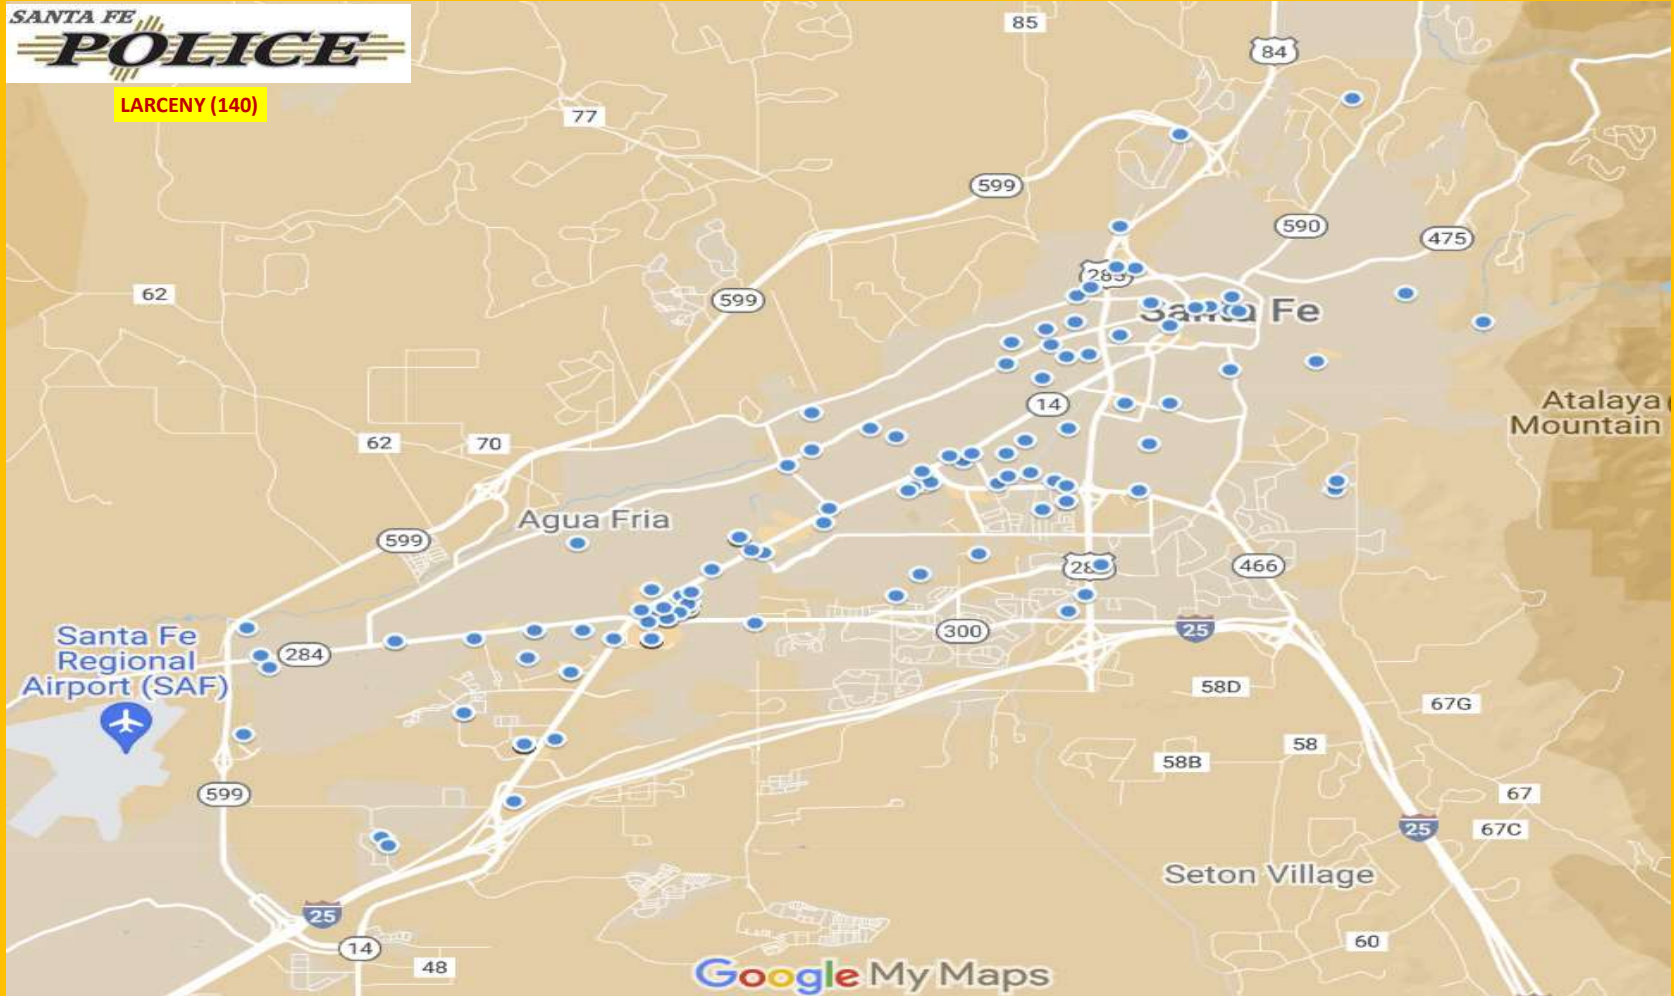 SANTA FE
POLICE
LARCENY (140)
85
84
77
599
590
475
285
62
599
Santa Fe
14
Atalaya
Mountain
62
70
Agua Fria
599
466
300
25
Santa Fe
Regional
Airport (SAF)
284
58D
67G
58
58B
599
67
25
67C
Seton Village
25
14
60
48
Google My Maps